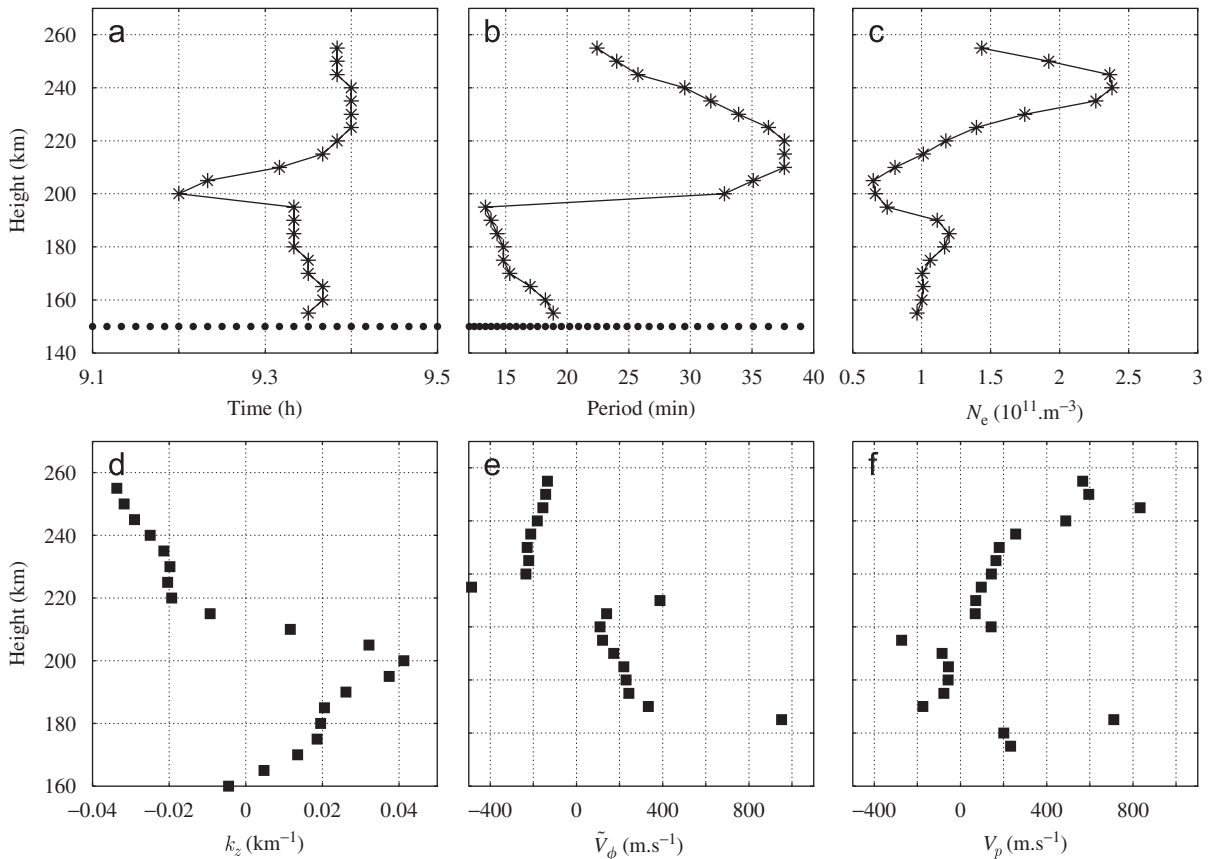 a
b
c
260
240
220
200
180
160
140
Height (km)
9.1
9.3
9.5
Time (h)
15
20
25
30
35
40
Period (min)
0.5
1
1.5
2
2.5
3
Nₑ (10¹¹.m⁻³)
d
e
f
260
240
220
200
180
160
Height (km)
−0.04
−0.02
0
0.02
0.04
k_z (km⁻¹)
−400
0
400
800
Ṽ_ϕ (m.s⁻¹)
−400
0
400
800
V_p (m.s⁻¹)